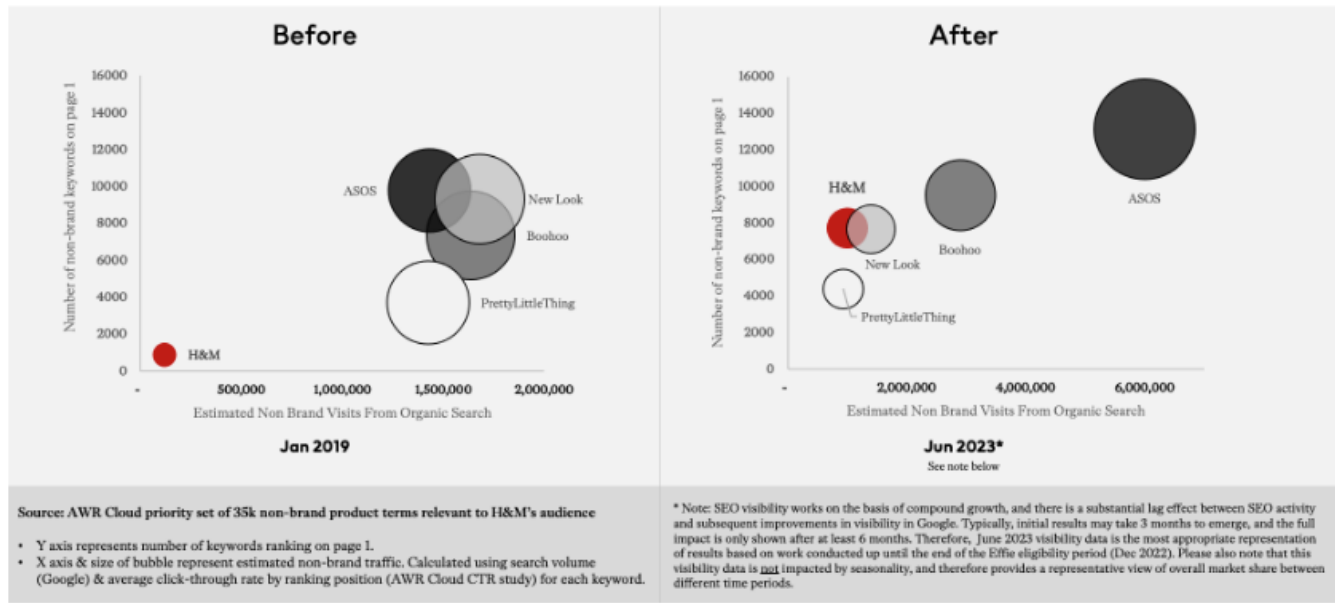 Before
Number of non-brand keywords on page 1
16000
14000
12000
10000
8000
6000
4000
2000
0
ASOS
New Look
Boohoo
PrettyLittleThing
H&M
-
500,000
1,000,000
1,500,000
2,000,000
Estimated Non Brand Visits From Organic Search
Jan 2019
After
Number of non-brand keywords on page 1
16000
14000
12000
10000
8000
6000
4000
2000
0
H&M
ASOS
Boohoo
New Look
PrettyLittleThing
-
2,000,000
4,000,000
6,000,000
Estimated Non Brand Visits From Organic Search
Jun 2023*
See note below
Source: AWR Cloud priority set of 35k non-brand product terms relevant to H&M's audience
• Y axis represents number of keywords ranking on page 1.
• X axis & size of bubble represent estimated non-brand traffic. Calculated using search volume
(Google) & average click-through rate by ranking position (AWR Cloud CTR study) for each keyword.
* Note: SEO visibility works on the basis of compound growth, and there is a substantial lag effect between SEO activity
and subsequent improvements in visibility in Google. Typically, initial results may take 3 months to emerge, and the full
impact is only shown after at least 6 months. Therefore, June 2023 visibility data is the most appropriate representation
of results based on work conducted up until the end of the Effie eligibility period (Dec 2022). Please also note that this
visibility data is not impacted by seasonality, and therefore provides a representative view of overall market share between
different time periods.